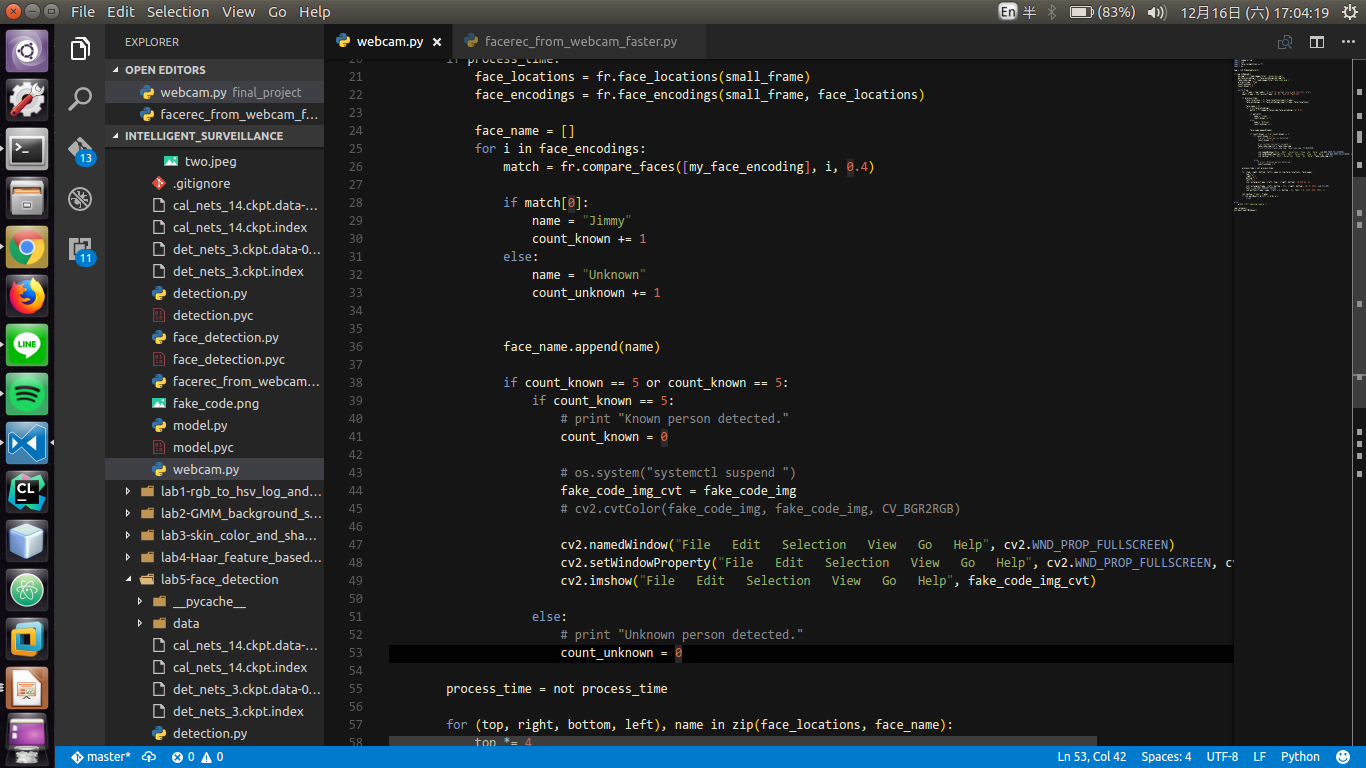 File Edit Selection View Go Help
En 半 (83%) 12月16日 (六) 17:04:19
EXPLORER
OPEN EDITORS
webcam.py final_project
facerec_from_webcam_f...
INTELLIGENT_SURVEILLANCE
two.jpeg
.gitignore
cal_nets_14.ckpt.data-...
cal_nets_14.ckpt.index
det_nets_3.ckpt.data-0...
det_nets_3.ckpt.index
detection.py
detection.pyc
face_detection.py
face_detection.pyc
facerec_from_webcam...
fake_code.png
model.py
model.pyc
webcam.py
lab1-rgb_to_hsv_log_and...
lab2-GMM_background_s...
lab3-skin_color_and_sha...
lab4-Haar_feature_based...
lab5-face_detection
__pycache__
data
cal_nets_14.ckpt.data-...
cal_nets_14.ckpt.index
det_nets_3.ckpt.data-0...
det_nets_3.ckpt.index
detection.py
13
11
LINE
CL
webcam.py
facerec_from_webcam_faster.py
20 if process_time:
21 face_locations = fr.face_locations(small_frame)
22 face_encodings = fr.face_encodings(small_frame, face_locations)
23
24 face_name = []
25 for i in face_encodings:
26 match = fr.compare_faces([my_face_encoding], i, 0.4)
27
28 if match[0]:
29 name = "Jimmy"
30 count_known += 1
31 else:
32 name = "Unknown"
33 count_unknown += 1
34
35
36 face_name.append(name)
37
38 if count_known == 5 or count_known == 5:
39 if count_known == 5:
40 # print "Known person detected."
41 count_known = 0
42
43 # os.system("systemctl suspend ")
44 fake_code_img_cvt = fake_code_img
45 # cv2.cvtColor(fake_code_img, fake_code_img, CV_BGR2RGB)
46
47 cv2.namedWindow("File Edit Selection View Go Help", cv2.WND_PROP_FULLSCREEN)
48 cv2.setWindowProperty("File Edit Selection View Go Help", cv2.WND_PROP_FULLSCREEN, c
49 cv2.imshow("File Edit Selection View Go Help", fake_code_img_cvt)
50
51 else:
52 # print "Unknown person detected."
53 count_unknown = 0
54
55 process_time = not process_time
56
57 for (top, right, bottom, left), name in zip(face_locations, face_name):
58 top *= 4
master* 0 0
Ln 53, Col 42 Spaces: 4 UTF-8 LF Python